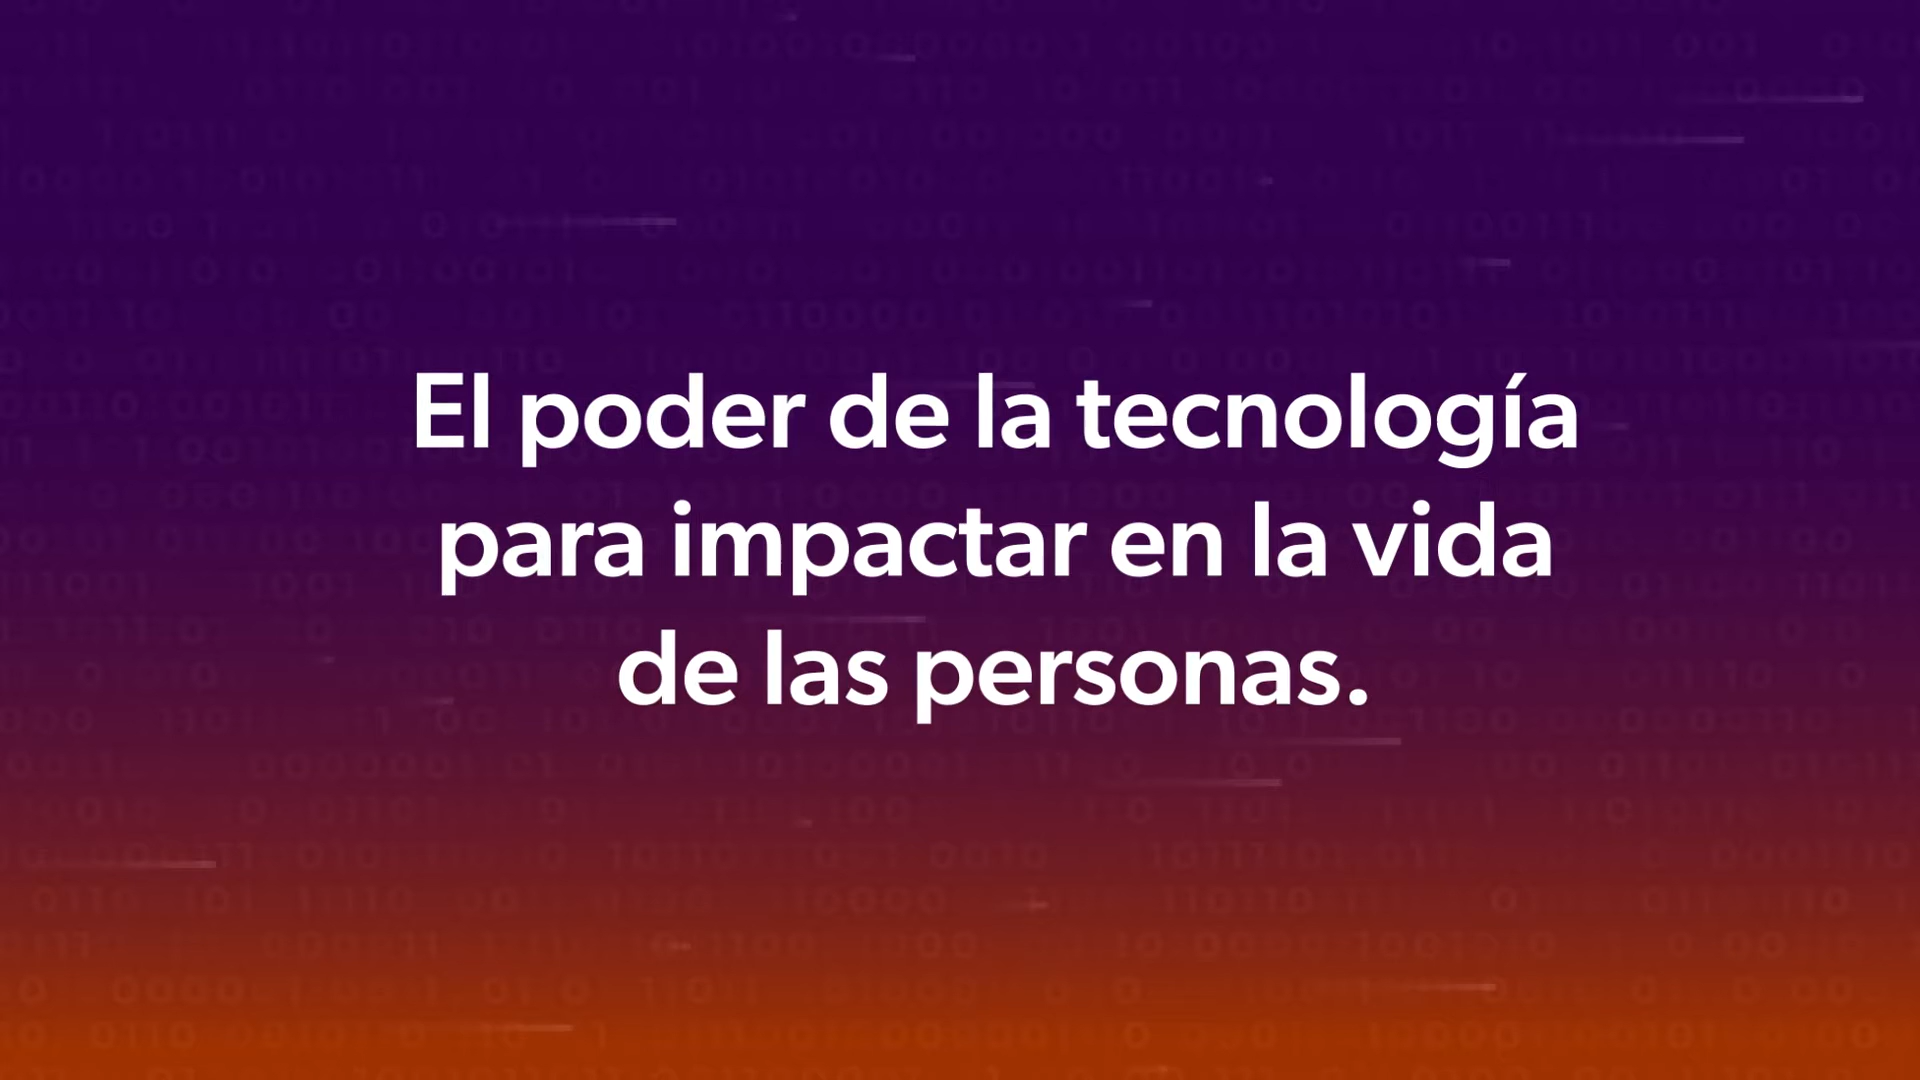 El poder de la tecnología
para impactar en la vida
de las personas.